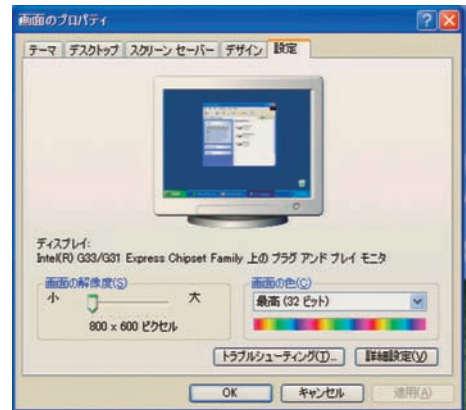 画面のプロパティ
テーマ デスクトップ スクリーン セーバー デザイン 設定
ディスプレイ:
Intel(R) G33/G31 Express Chipset Family 上の プラグ アンド プレイ モニタ
画面の解像度(S) 画面の色(C)
小 大 最高 (32 ビット)
800 x 600 ピクセル
トラブルシューティング(T)... 詳細設定(V)
OK キャンセル 適用(A)